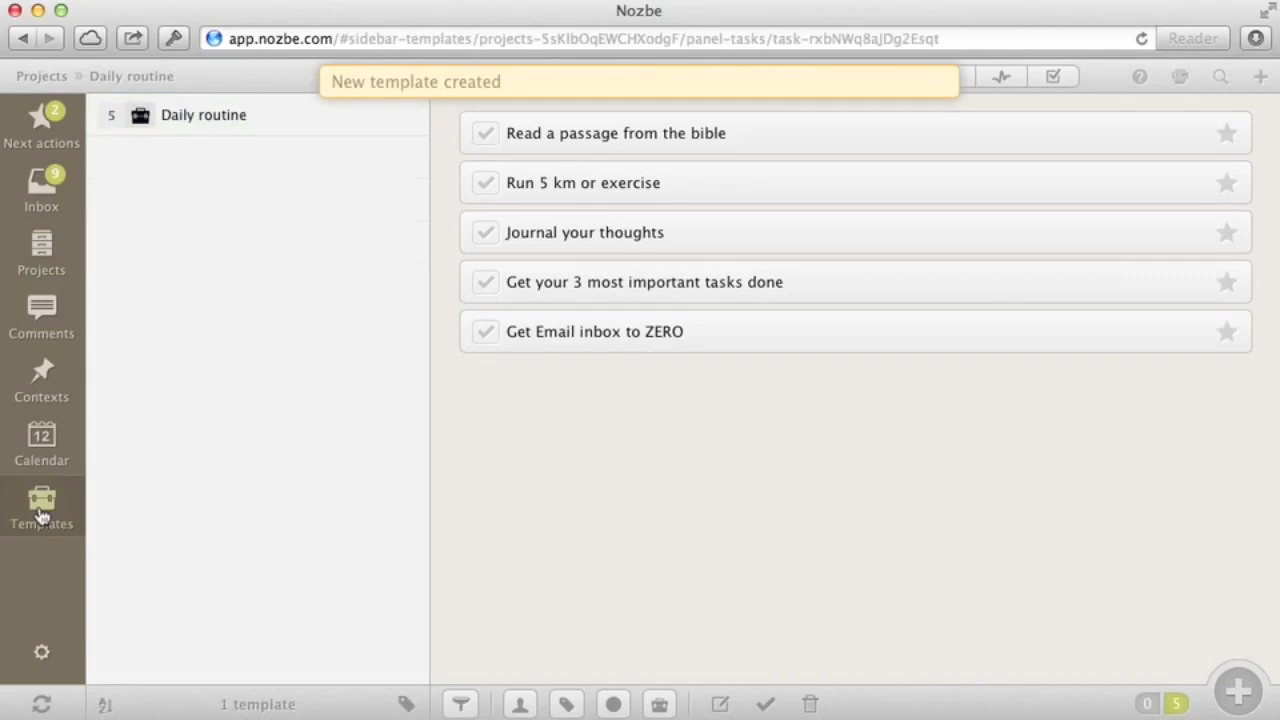 Nozbe
app.nozbe.com/#sidebar-templates/projects-5sKlbOqEWCHXodgF/panel-tasks/task-rxbNWq8aJDg2Esqt
Reader
Projects » Daily routine
New template created
2
Next actions
9
Inbox
Projects
Comments
Contexts
12
Calendar
Templates
5 Daily routine
Read a passage from the bible
Run 5 km or exercise
Journal your thoughts
Get your 3 most important tasks done
Get Email inbox to ZERO
1 template
0 5